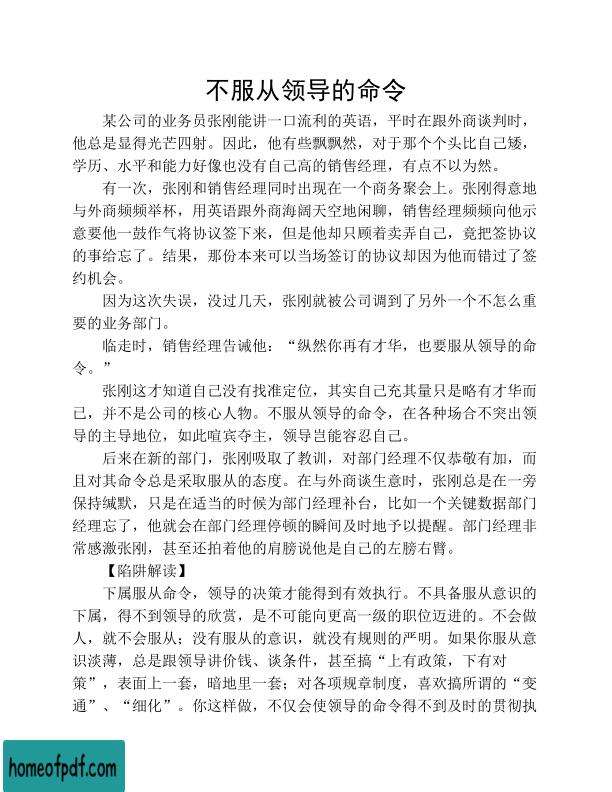 不服从领导的命令
某公司的业务员张刚能讲一口流利的英语，平时在跟外商谈判时，
他总是显得光芒四射。因此，他有些飘飘然，对于那个个头比自己矮，
学历、水平和能力好像也没有自己高的销售经理，有点不以为然。
有一次，张刚和销售经理同时出现在一个商务聚会上。张刚得意地
与外商频频举杯，用英语跟外商海阔天空地闲聊，销售经理频频向他示
意要他一鼓作气将协议签下来，但是他却只顾着卖弄自己，竟把签协议
的事给忘了。结果，那份本来可以当场签订的协议却因为他而错过了签
约机会。
因为这次失误，没过几天，张刚就被公司调到了另外一个不怎么重
要的业务部门。
临走时，销售经理告诫他：“纵然你再有才华，也要服从领导的命
令。”
张刚这才知道自己没有找准定位，其实自己充其量只是略有才华而
已，并不是公司的核心人物。不服从领导的命令，在各种场合不突出领
导的主导地位，如此喧宾夺主，领导岂能容忍自己。
后来在新的部门，张刚吸取了教训，对部门经理不仅恭敬有加，而
且对其命令总是采取服从的态度。在与外商谈生意时，张刚总是在一旁
保持缄默，只是在适当的时候为部门经理补台，比如一个关键数据部门
经理忘了，他就会在部门经理停顿的瞬间及时地予以提醒。部门经理非
常感激张刚，甚至还拍着他的肩膀说他是自己的左膀右臂。
【陷阱解读】
下属服从命令，领导的决策才能得到有效执行。不具备服从意识的
下属，得不到领导的欣赏，是不可能向更高一级的职位迈进的。不会做
人，就不会服从；没有服从的意识，就没有规则的严明。如果你服从意
识淡薄，总是跟领导讲价钱、谈条件，甚至搞“上有政策，下有对
策”，表面上一套，暗地里一套；对各项规章制度，喜欢搞所谓的“变
通”、“细化”。你这样做，不仅会使领导的命令得不到及时的贯彻执
homeofpdf.com